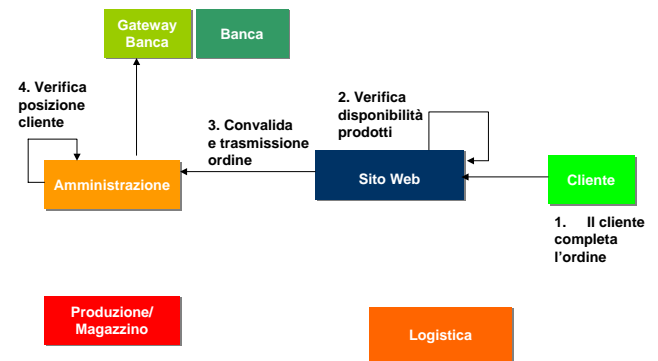 Gateway
Banca
Banca
4. Verifica
posizione
cliente
2. Verifica
disponibilità
prodotti
3. Convalida
e trasmissione
ordine
Amministrazione
Sito Web
Cliente
1. Il cliente
completa
l'ordine
Produzione/
Magazzino
Logistica